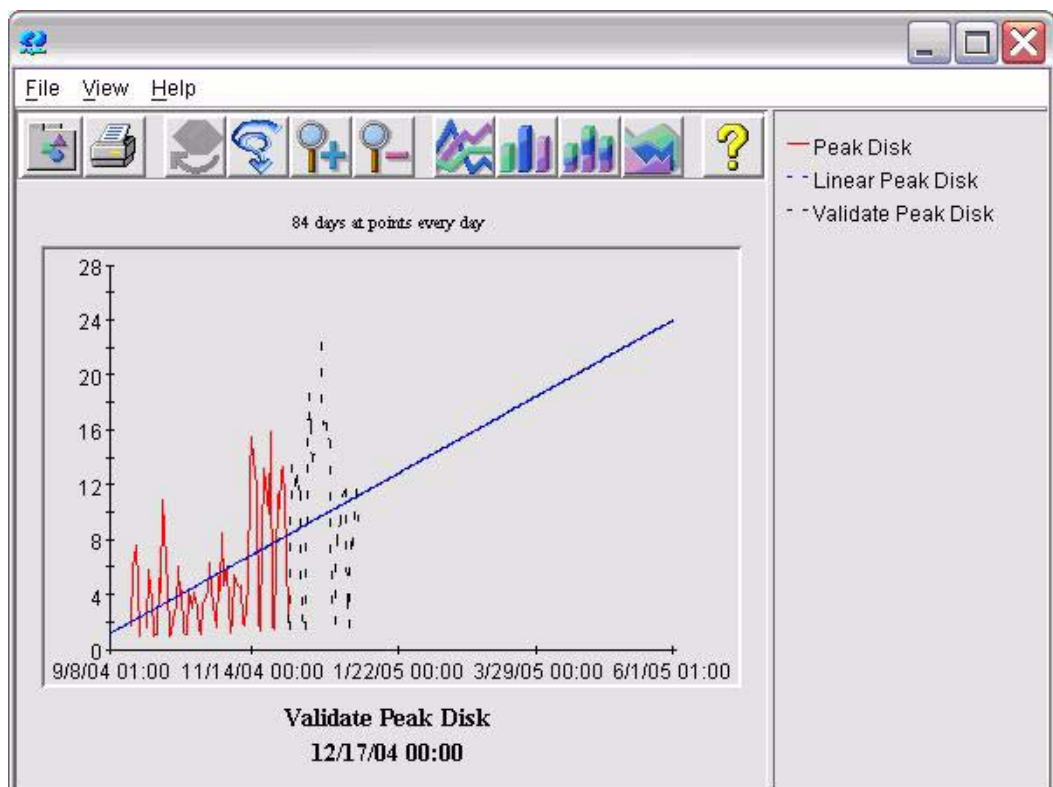 File View Help
84 days at points every day
28
24
20
16
12
8
4
0
9/8/04 01:00 11/14/04 00:00 1/22/05 00:00 3/29/05 00:00 6/1/05 01:00
Validate Peak Disk
12/17/04 00:00
Peak Disk
Linear Peak Disk
Validate Peak Disk